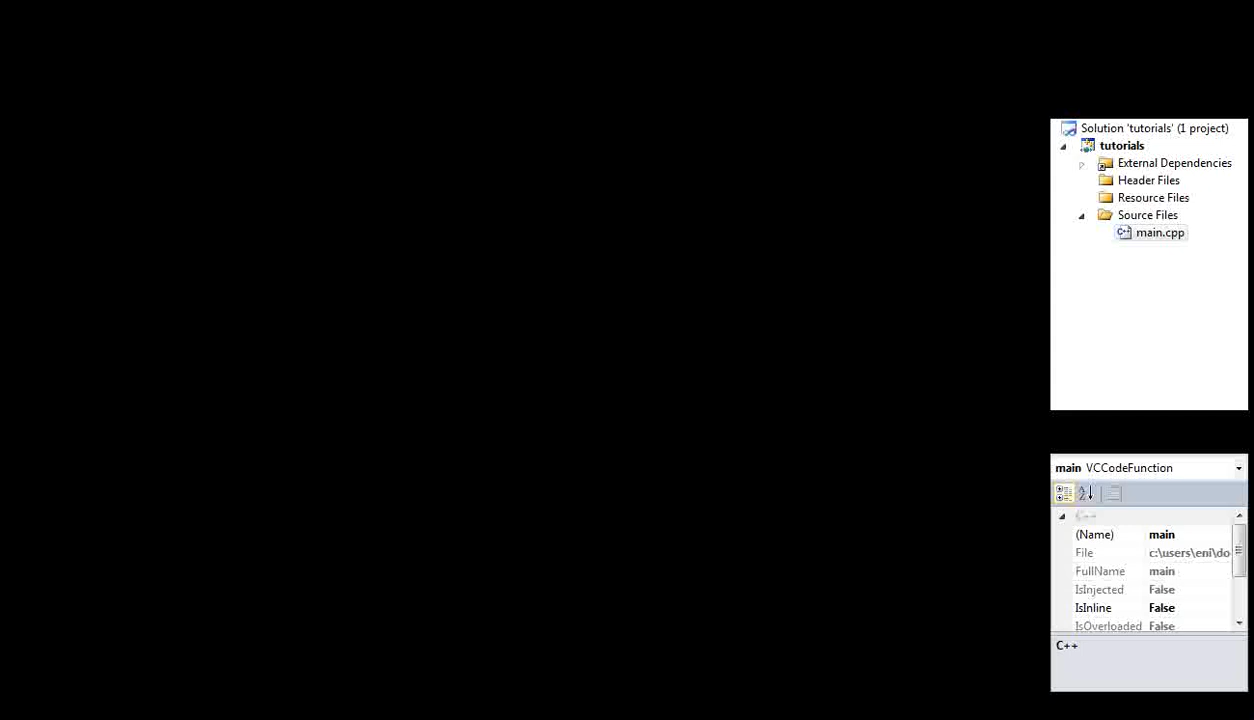 Solution 'tutorials' (1 project)
tutorials
External Dependencies
Header Files
Resource Files
Source Files
main.cpp
main VCCodeFunction
C++
(Name) main
File c:\users\eni\do
FullName main
IsInjected False
IsInline False
IsOverloaded False
C++